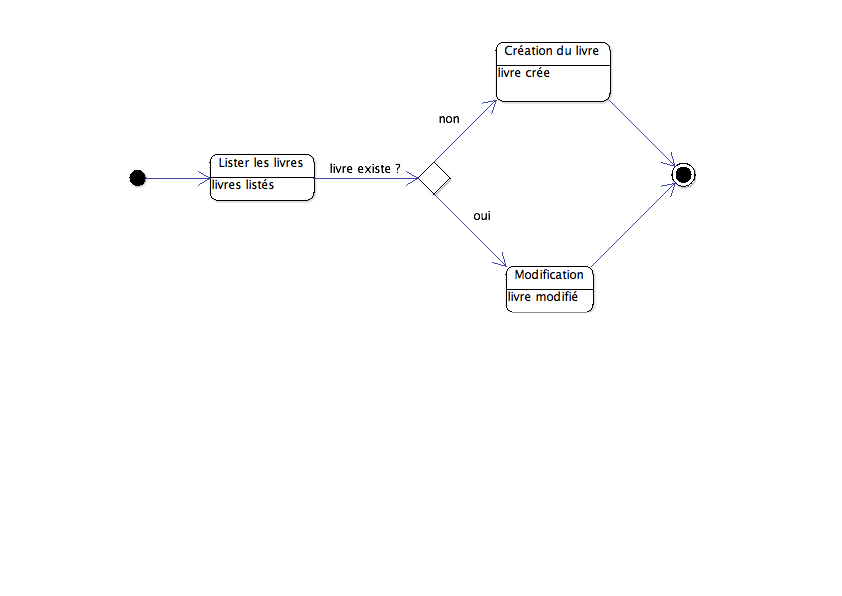 Lister les livres
livres listés
livre existe ?
non
Création du livre
livre crée
oui
Modification
livre modifié